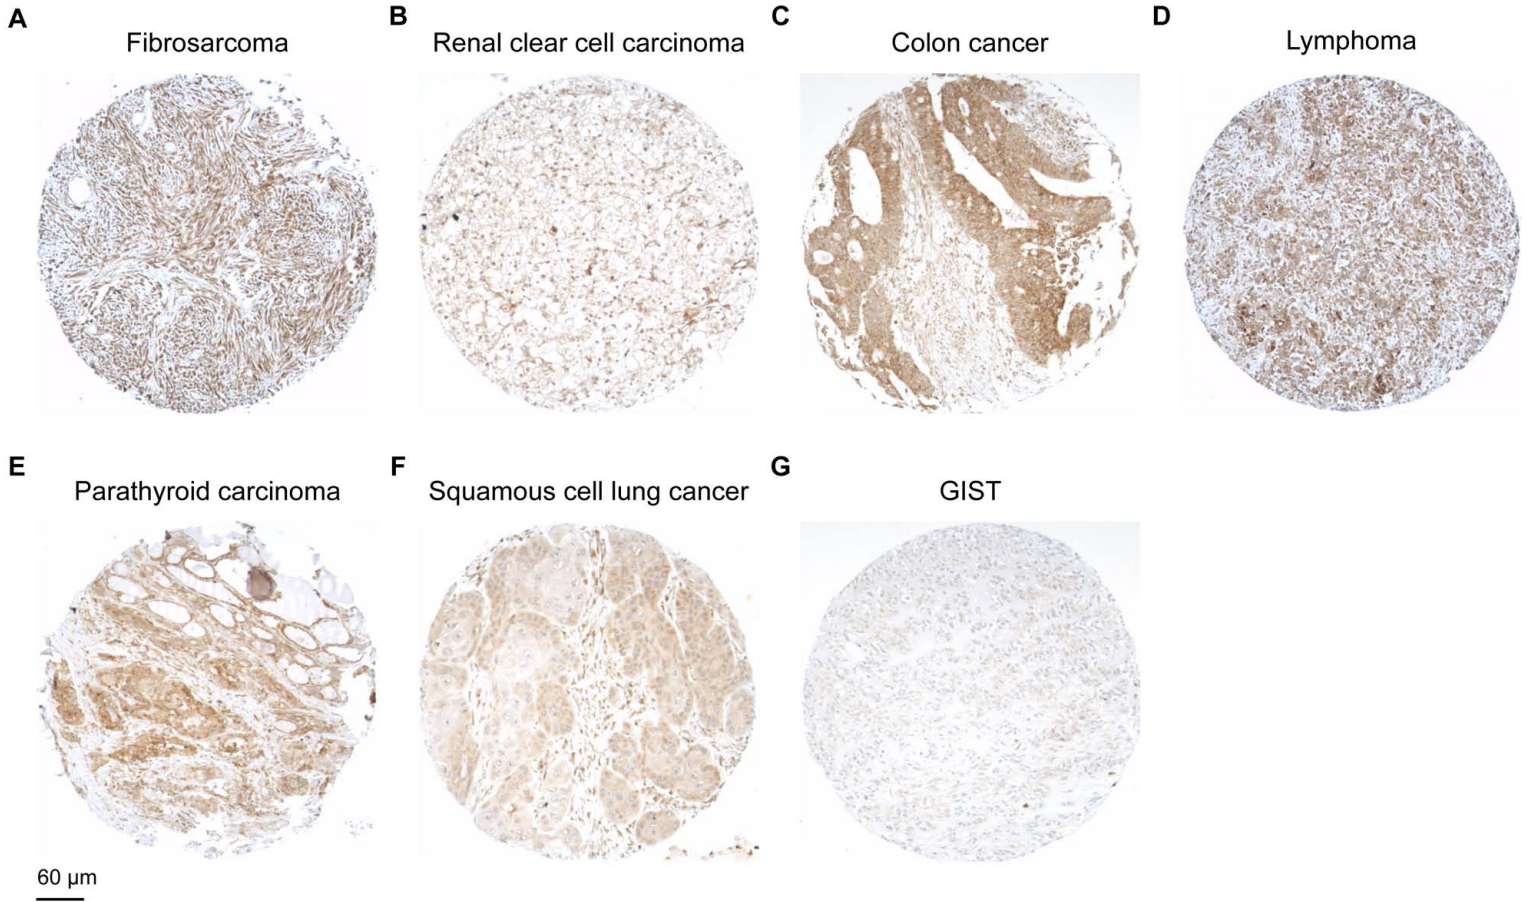 A
Fibrosarcoma
B
Renal clear cell carcinoma
C
Colon cancer
D
Lymphoma
E
Parathyroid carcinoma
F
Squamous cell lung cancer
G
GIST
60 µm